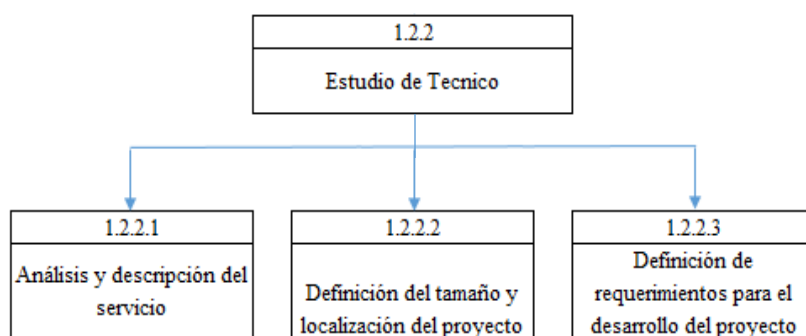 1.2.2
Estudio de Tecnico
1.2.2.1
Análisis y descripción del
servicio
1.2.2.2
Definición del tamaño y
localización del proyecto
1.2.2.3
Definición de
requerimientos para el
desarrollo del proyecto